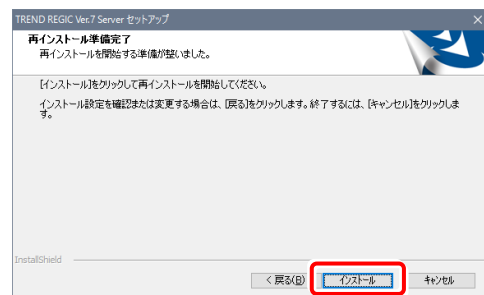 TREND REGIC Ver.7 Server セットアップ
再インストール準備完了
再インストールを開始する準備が整いました。
[インストール]をクリックして再インストールを開始してください。
インストール設定を確認または変更する場合は、[戻る]をクリックします。終了するには、[キャンセル]をクリックしま
す。
InstallShield
< 戻る(B)
インストール
キャンセル